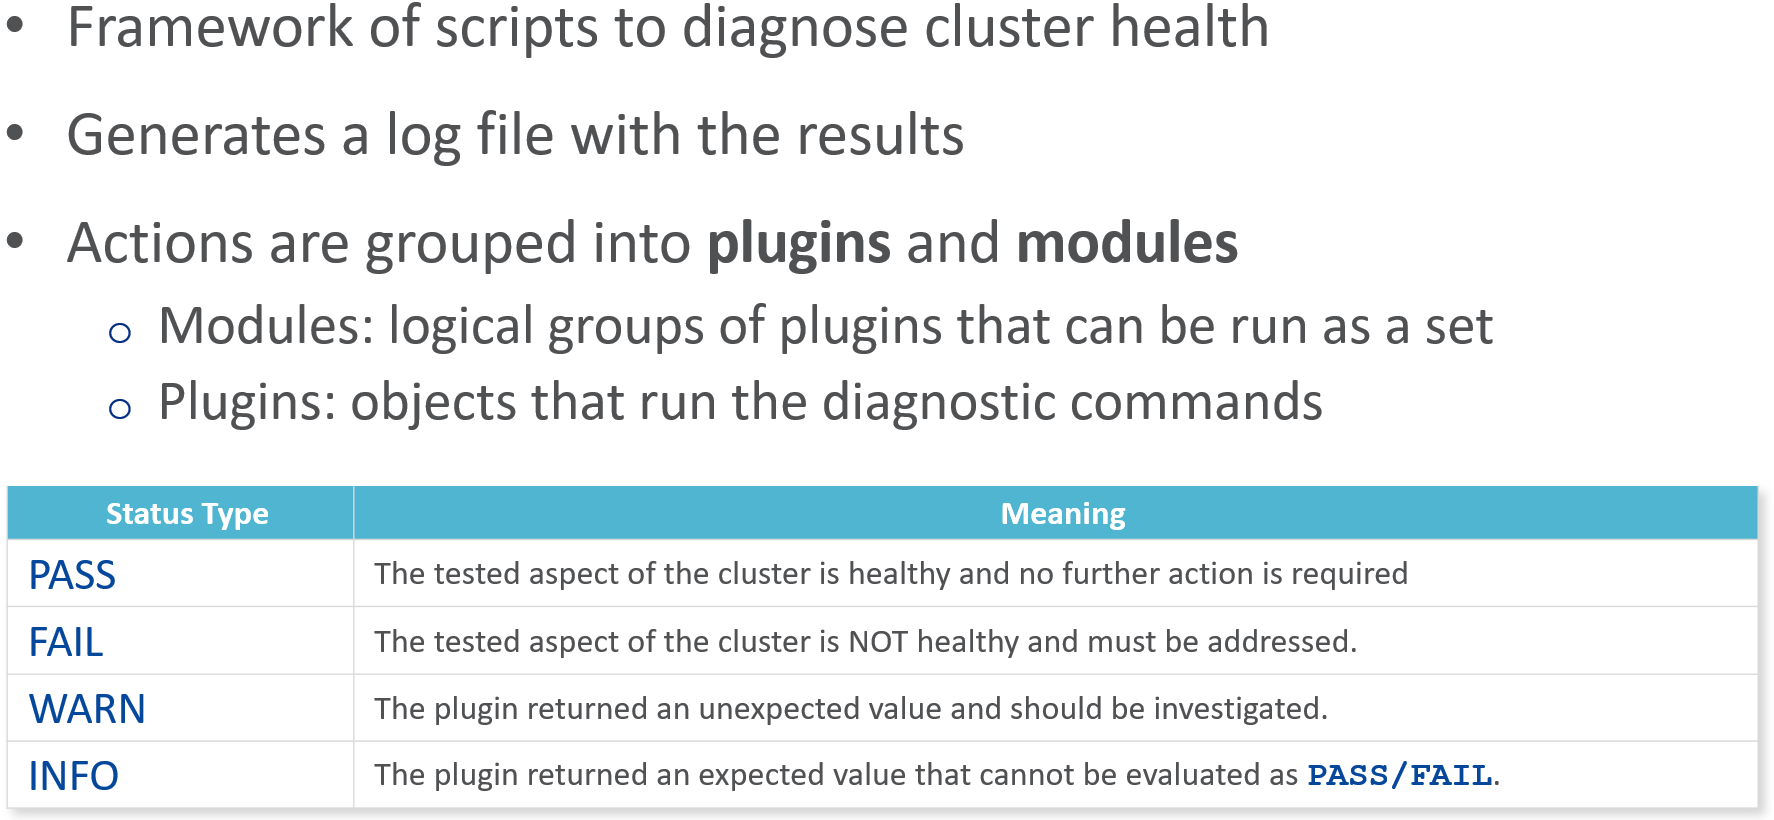 • Framework of scripts to diagnose cluster health
• Generates a log file with the results
• Actions are grouped into plugins and modules
o Modules: logical groups of plugins that can be run as a set
o Plugins: objects that run the diagnostic commands
Status Type Meaning
PASS The tested aspect of the cluster is healthy and no further action is required
FAIL The tested aspect of the cluster is NOT healthy and must be addressed.
WARN The plugin returned an unexpected value and should be investigated.
INFO The plugin returned an expected value that cannot be evaluated as PASS/FAIL.